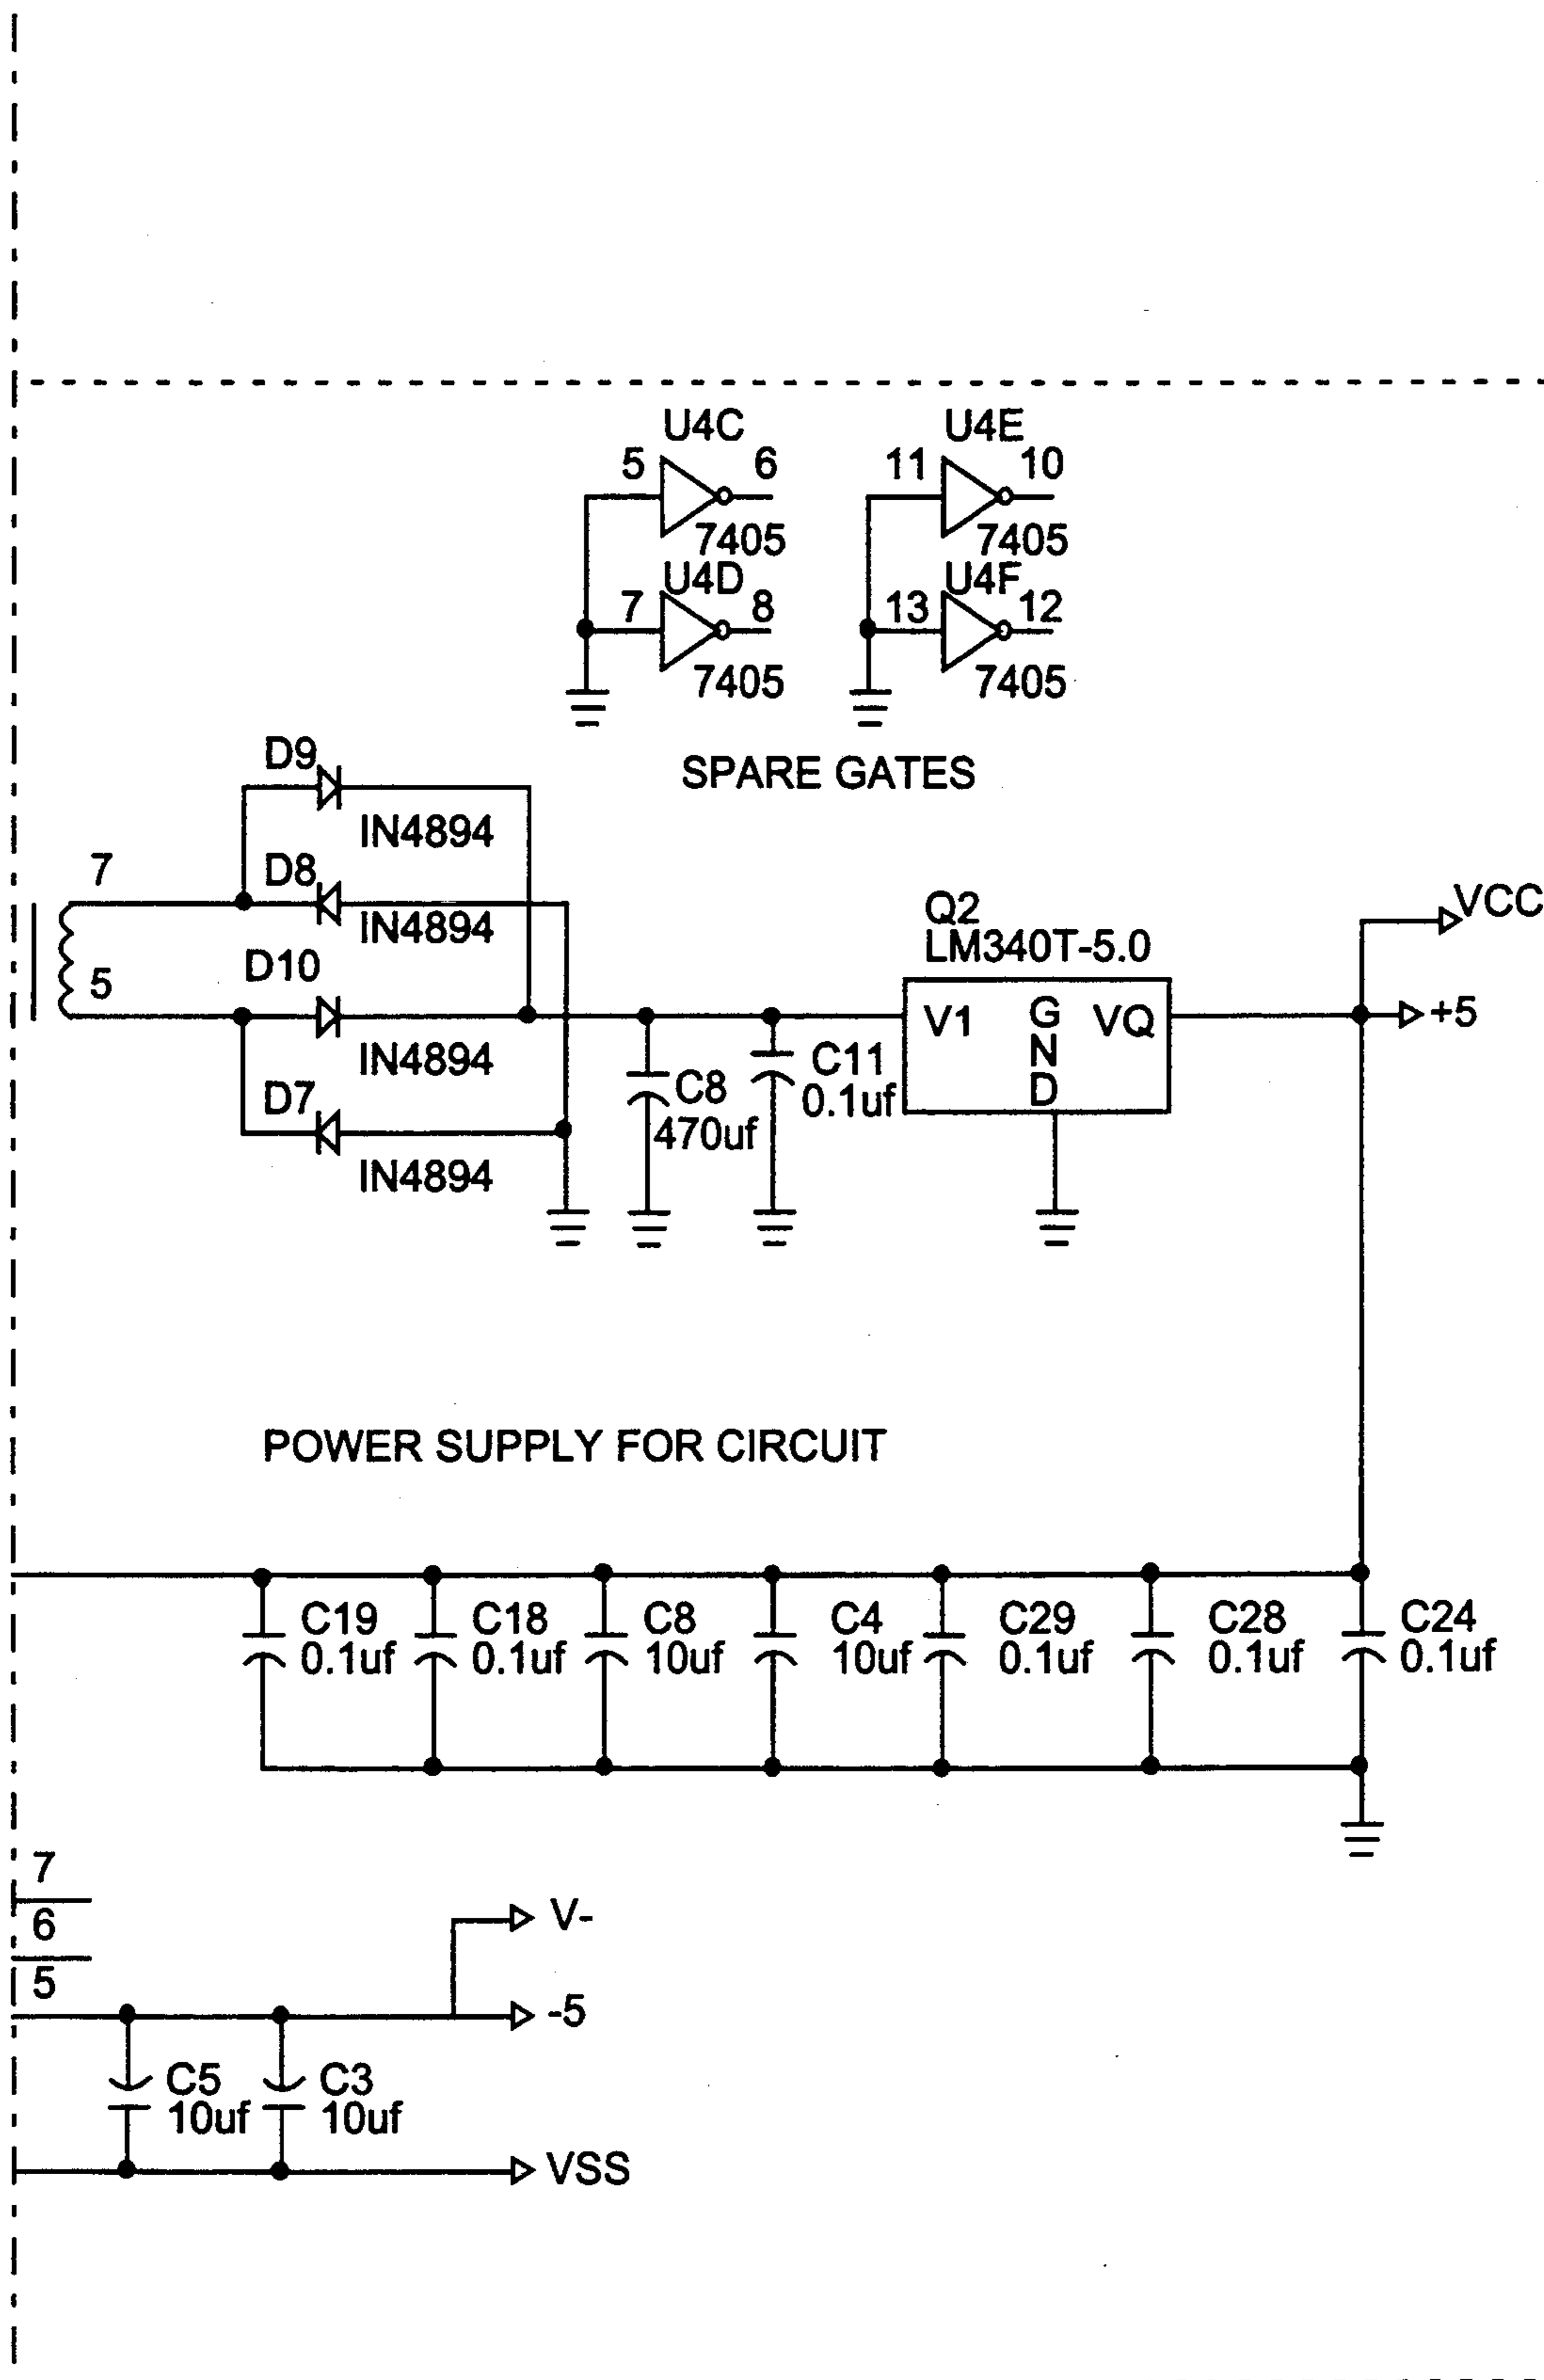 U4C
5
6
7405
U4D
7
8
7405
U4E
11
10
7405
U4F
13
12
7405
SPARE GATES
D9
IN4894
7
D8
IN4894
5
D10
IN4894
D7
IN4894
C8
470uf
C11
0.1uf
Q2
LM340T-5.0
V1
GND
VQ
VCC
+5
POWER SUPPLY FOR CIRCUIT
C19
0.1uf
C18
0.1uf
C8
10uf
C4
10uf
C29
0.1uf
C28
0.1uf
C24
0.1uf
7
6
5
V-
-5
C5
10uf
C3
10uf
VSS